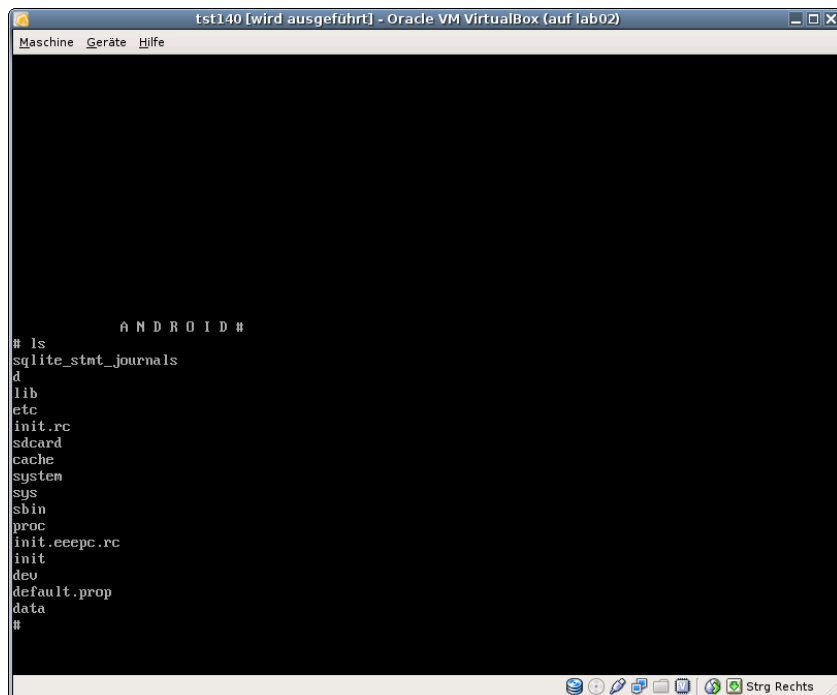 tst140 [wird ausgeführt] - Oracle VM VirtualBox (auf lab02)
Maschine Geräte Hilfe
A N D R O I D #
# ls
sqlite_stmt_journals
d
lib
etc
init.rc
sdcard
cache
system
sys
sbin
proc
init.eeepc.rc
init
dev
default.prop
data
#
Strg Rechts